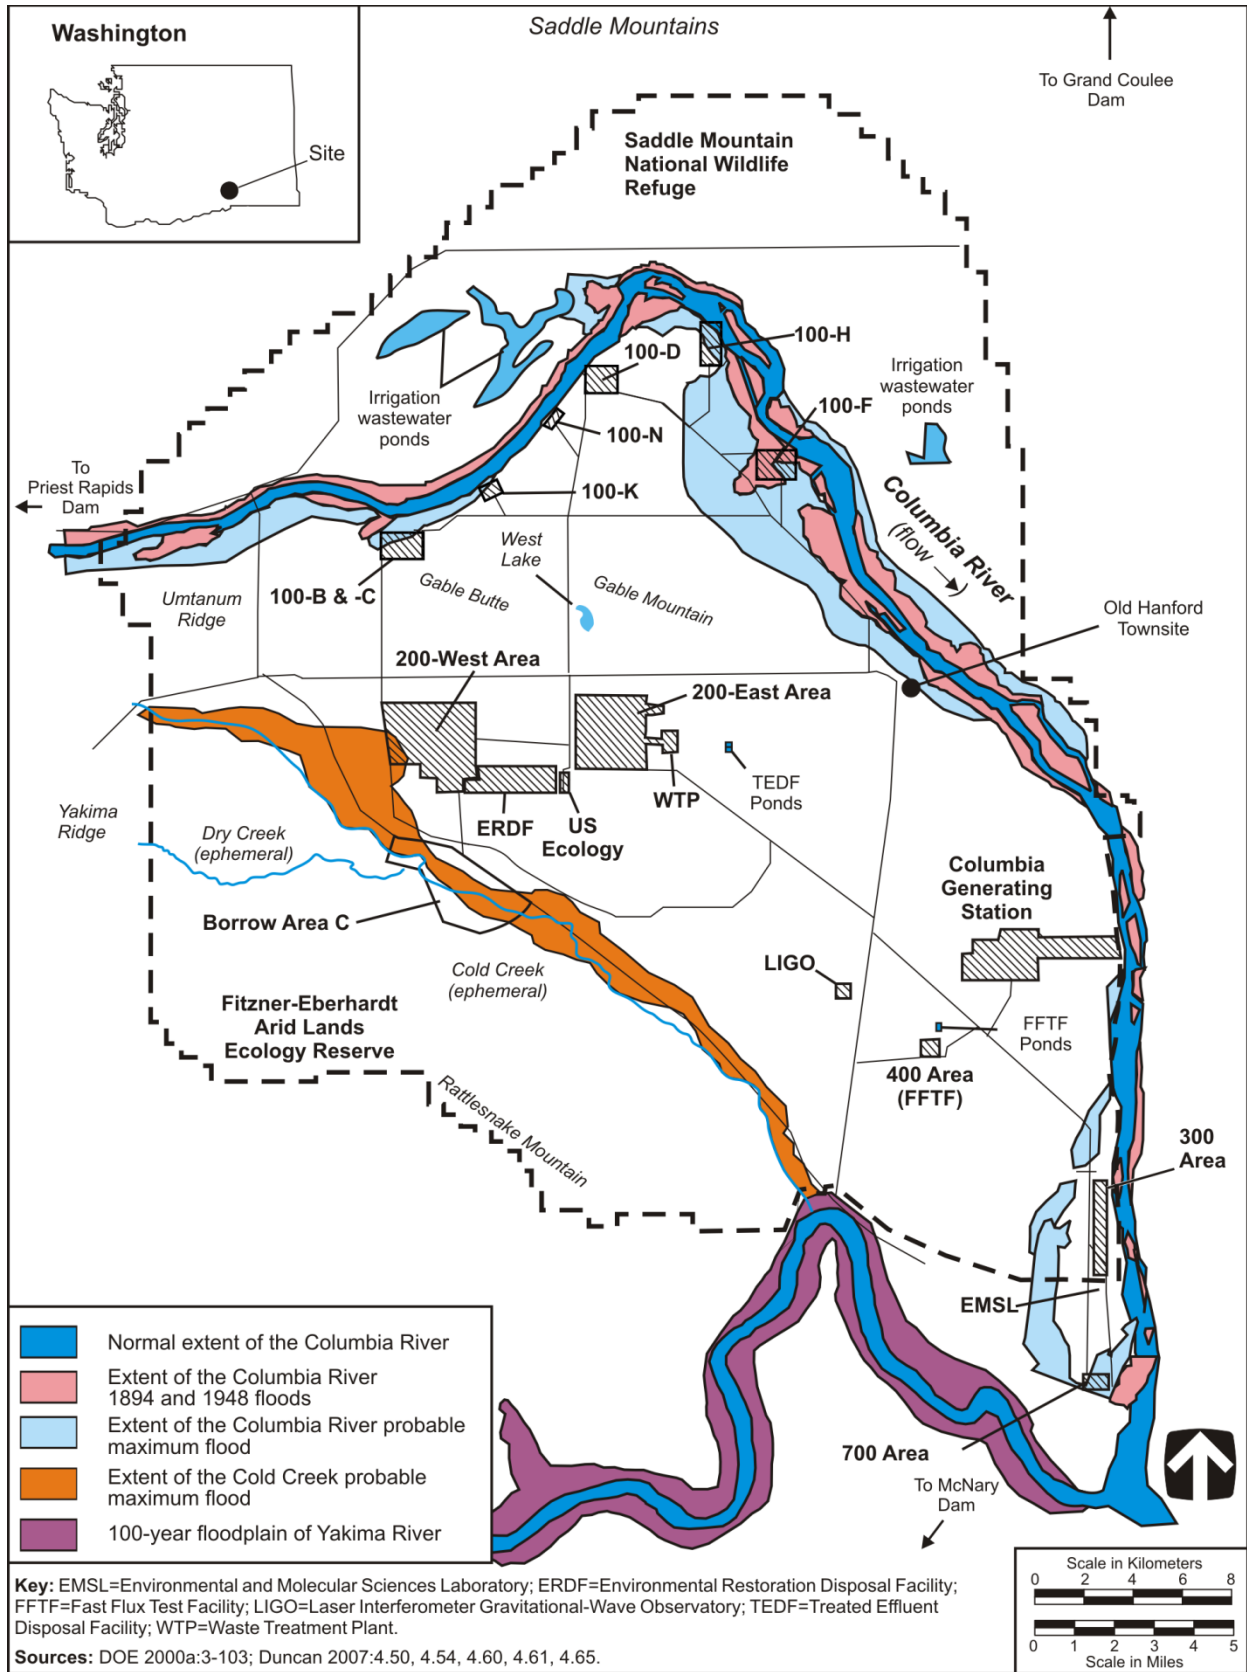 Washington
Site
Saddle Mountains
To Grand Coulee
Dam
Saddle Mountain
National Wildlife
Refuge
100-H
100-D
Irrigation
wastewater
ponds
Irrigation
wastewater
ponds
100-F
100-N
To
Priest Rapids
Dam
100-K
Columbia River
(flow)
West
Lake
Gable Butte
Gable Mountain
100-B & -C
Umtanum
Ridge
Old Hanford
Townsite
200-West Area
200-East Area
TEDF
Ponds
WTP
Yakima
Ridge
Dry Creek
(ephemeral)
ERDF
US
Ecology
Columbia
Generating
Station
Borrow Area C
Cold Creek
(ephemeral)
LIGO
Fitzner-Eberhardt
Arid Lands
Ecology Reserve
FFTF
Ponds
400 Area
(FFTF)
Rattlesnake Mountain
300
Area
EMSL
700 Area
To McNary
Dam
Normal extent of the Columbia River
Extent of the Columbia River
1894 and 1948 floods
Extent of the Columbia River probable
maximum flood
Extent of the Cold Creek probable
maximum flood
100-year floodplain of Yakima River
Scale in Kilometers
0 2 4 6 8
0 1 2 3 4 5
Scale in Miles
Key: EMSL=Environmental and Molecular Sciences Laboratory; ERDF=Environmental Restoration Disposal Facility;
FFTF=Fast Flux Test Facility; LIGO=Laser Interferometer Gravitational-Wave Observatory; TEDF=Treated Effluent
Disposal Facility; WTP=Waste Treatment Plant.
Sources: DOE 2000a:3-103; Duncan 2007:4.50, 4.54, 4.60, 4.61, 4.65.